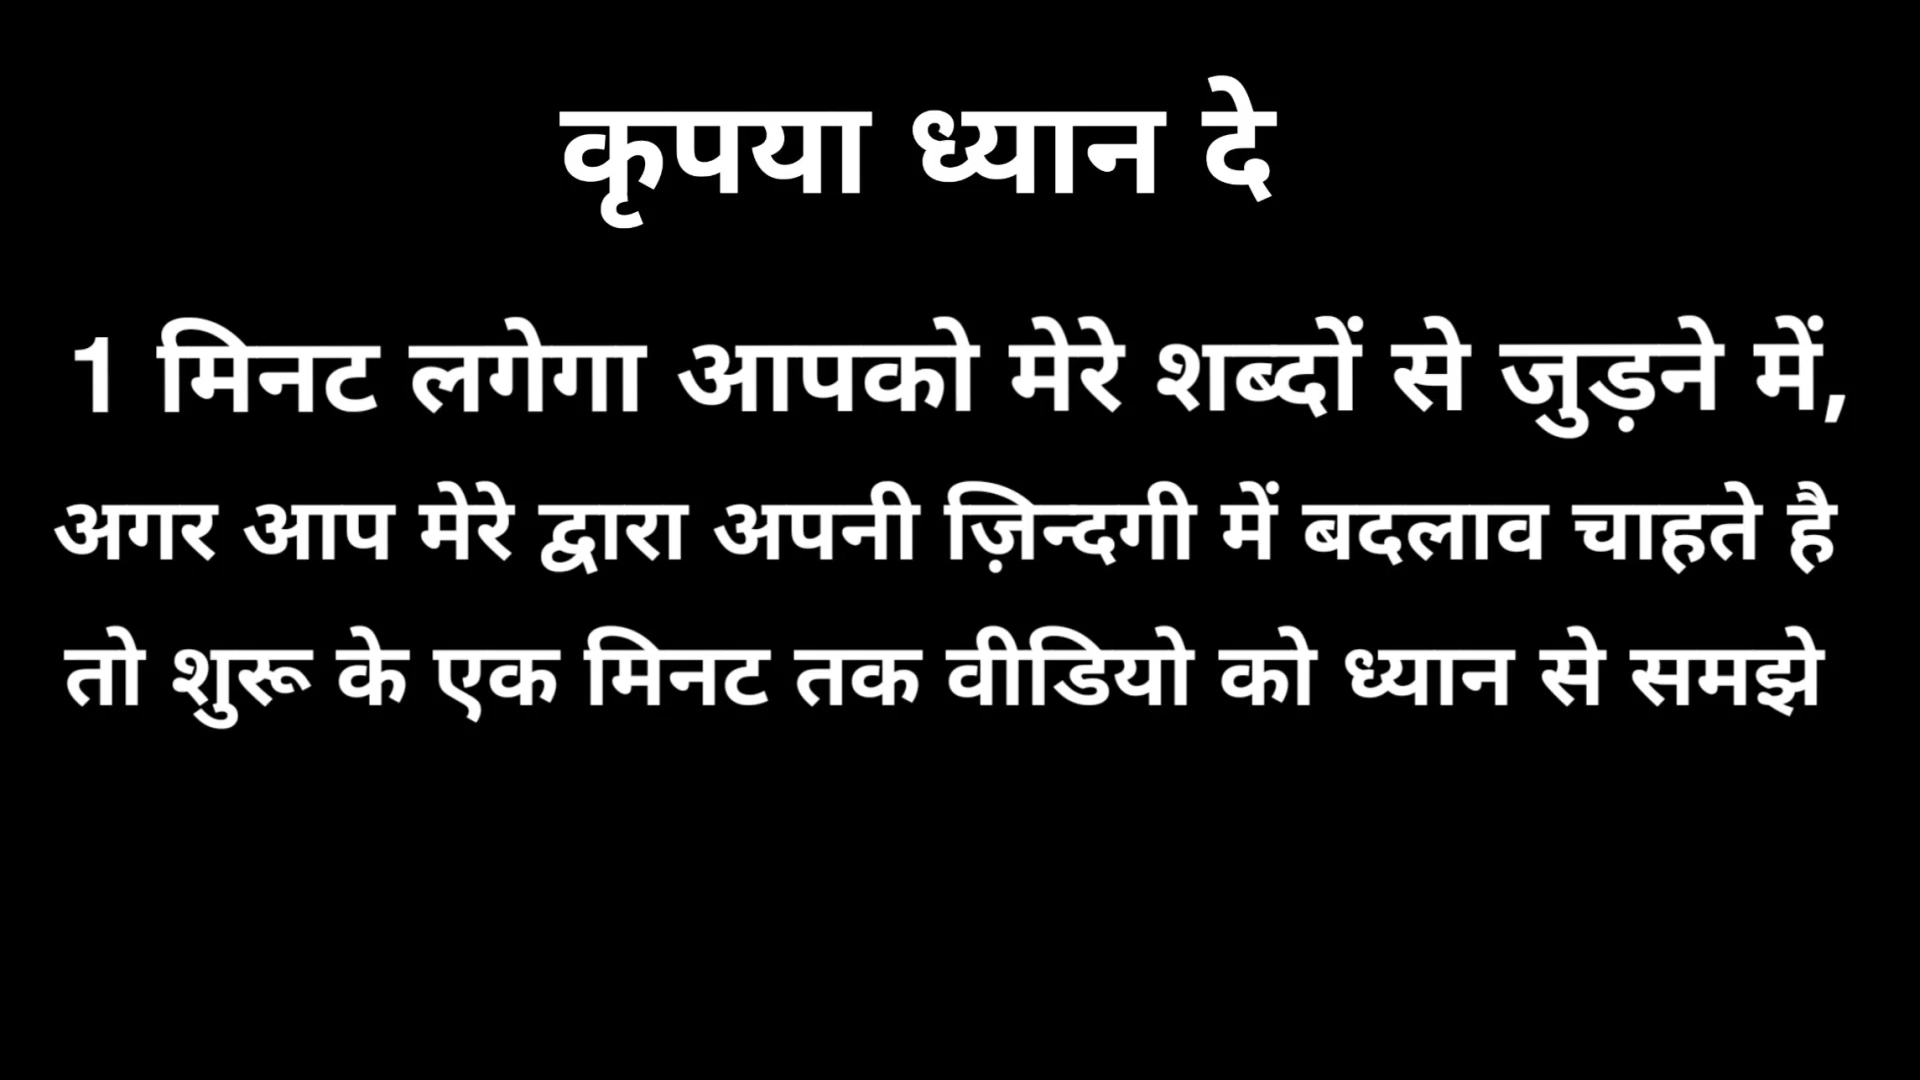 कृपया ध्यान दे
1 मिनट लगेगा आपको मेरे शब्दों से जुड़ने में,
अगर आप मेरे द्वारा अपनी ज़िन्दगी में बदलाव चाहते है
तो शुरू के एक मिनट तक वीडियो को ध्यान से समझे